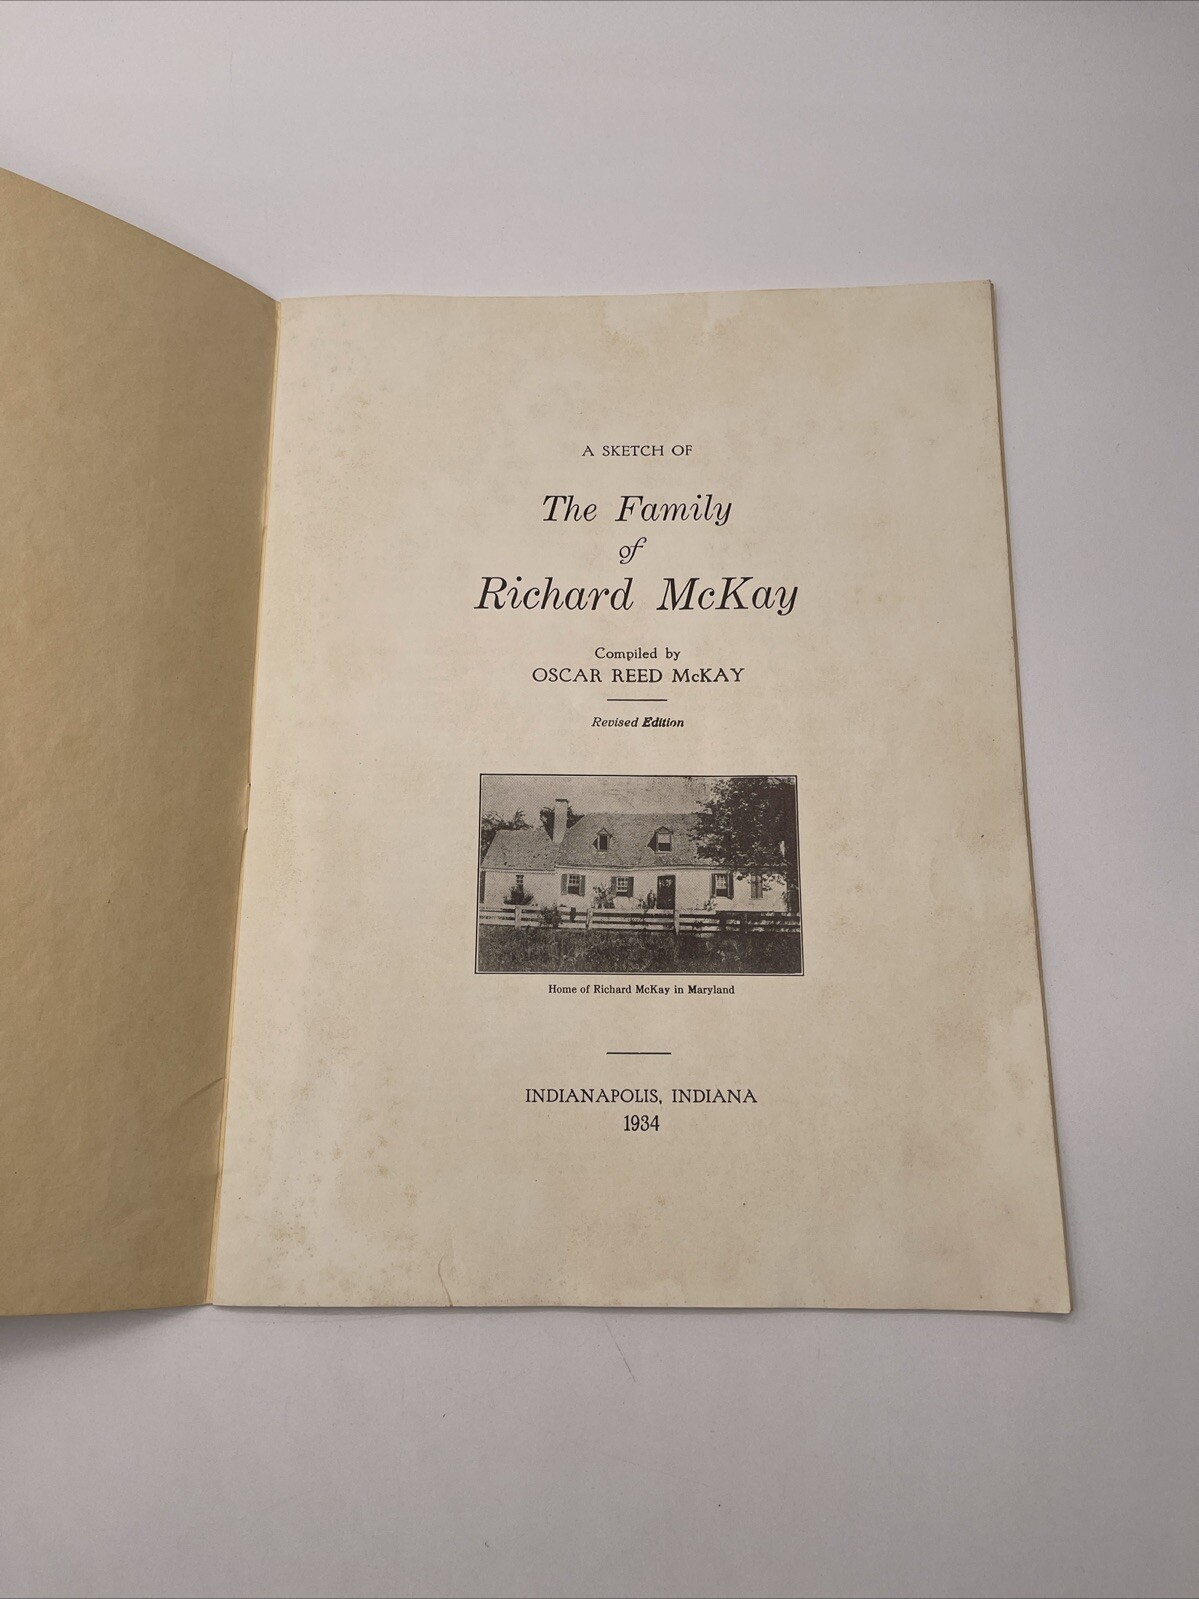 A SKETCH OF
The Family
of
Richard McKay
Compiled by
OSCAR REED McKAY
Revised Edition
Home of Richard McKay in Maryland
INDIANAPOLIS, INDIANA
1934